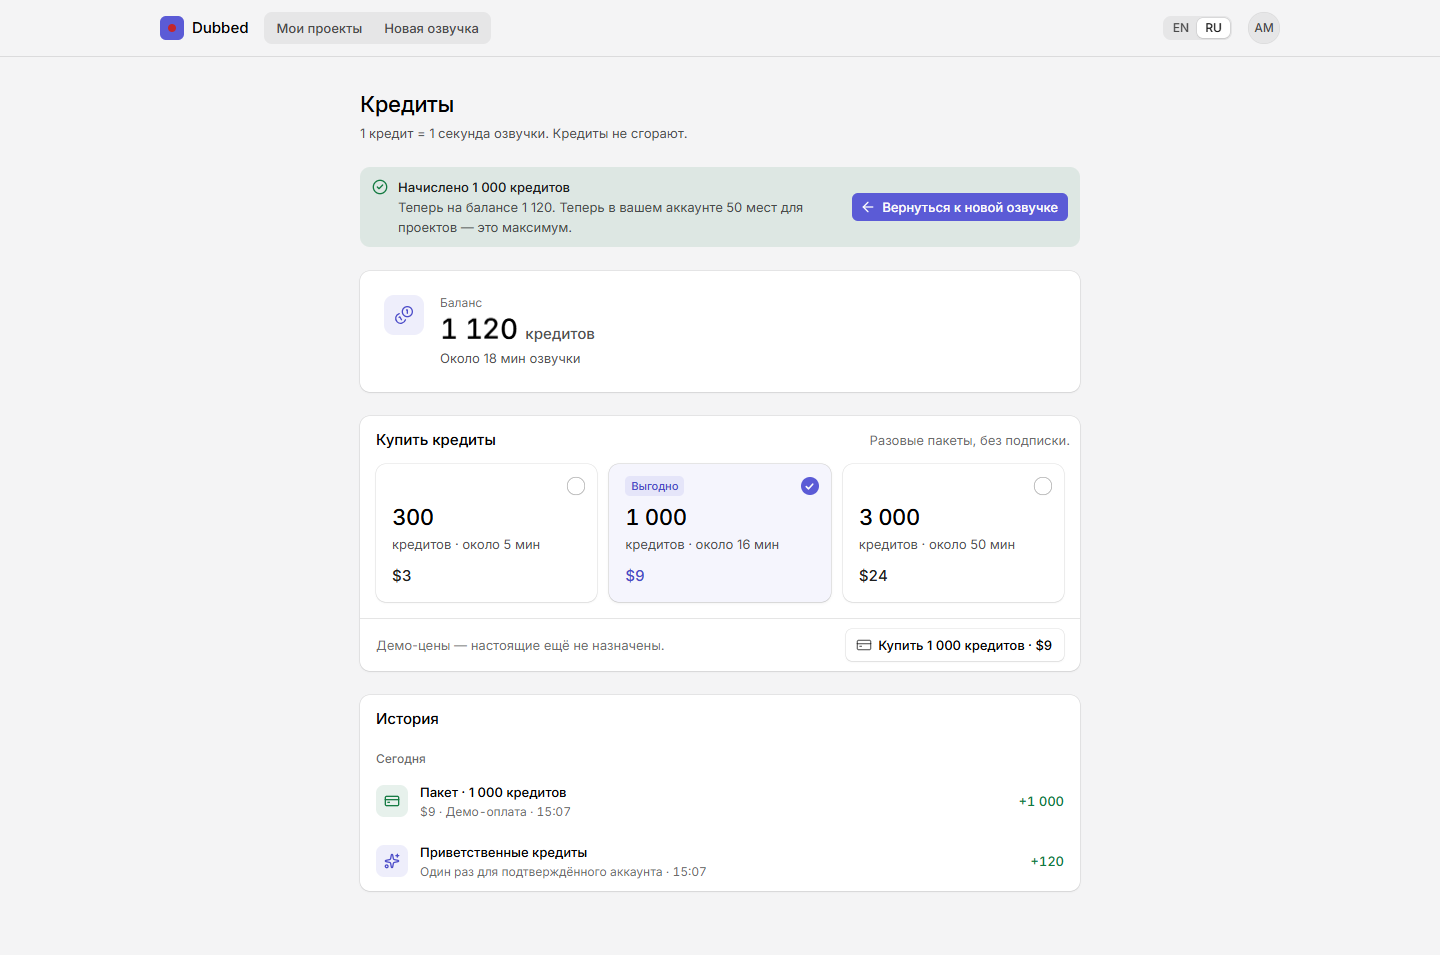 Dubbed
Мои проекты
Новая озвучка
EN
RU
AM
Кредиты
1 кредит = 1 секунда озвучки. Кредиты не сгорают.
Начислено 1 000 кредитов
Теперь на балансе 1 120. Теперь в вашем аккаунте 50 мест для
проектов — это максимум.
Вернуться к новой озвучке
Баланс
1 120 кредитов
Около 18 мин озвучки
Купить кредиты
Разовые пакеты, без подписки.
300
кредитов · около 5 мин
$3
Выгодно
1 000
кредитов · около 16 мин
$9
3 000
кредитов · около 50 мин
$24
Демо-цены — настоящие ещё не назначены.
Купить 1 000 кредитов · $9
История
Сегодня
Пакет · 1 000 кредитов
$9 · Демо-оплата · 15:07
+1 000
Приветственные кредиты
Один раз для подтверждённого аккаунта · 15:07
+120